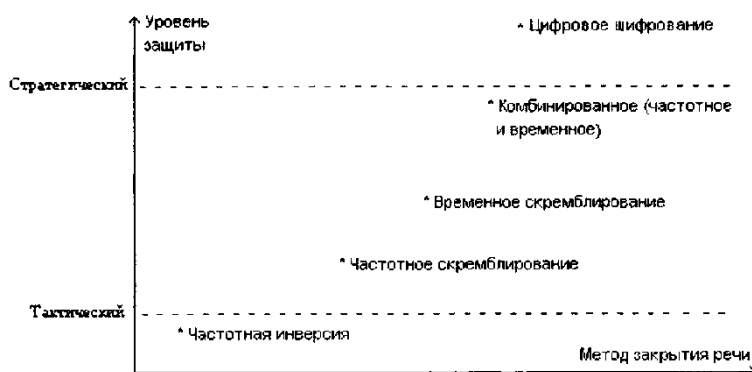 Уровень
защиты
* Цифровое шифрование
Стратегический
* Комбинированное (частотное
и временное)
* Временное скремблирование
* Частотное скремблирование
Тактический
* Частотная инверсия
Метод закрытия речи